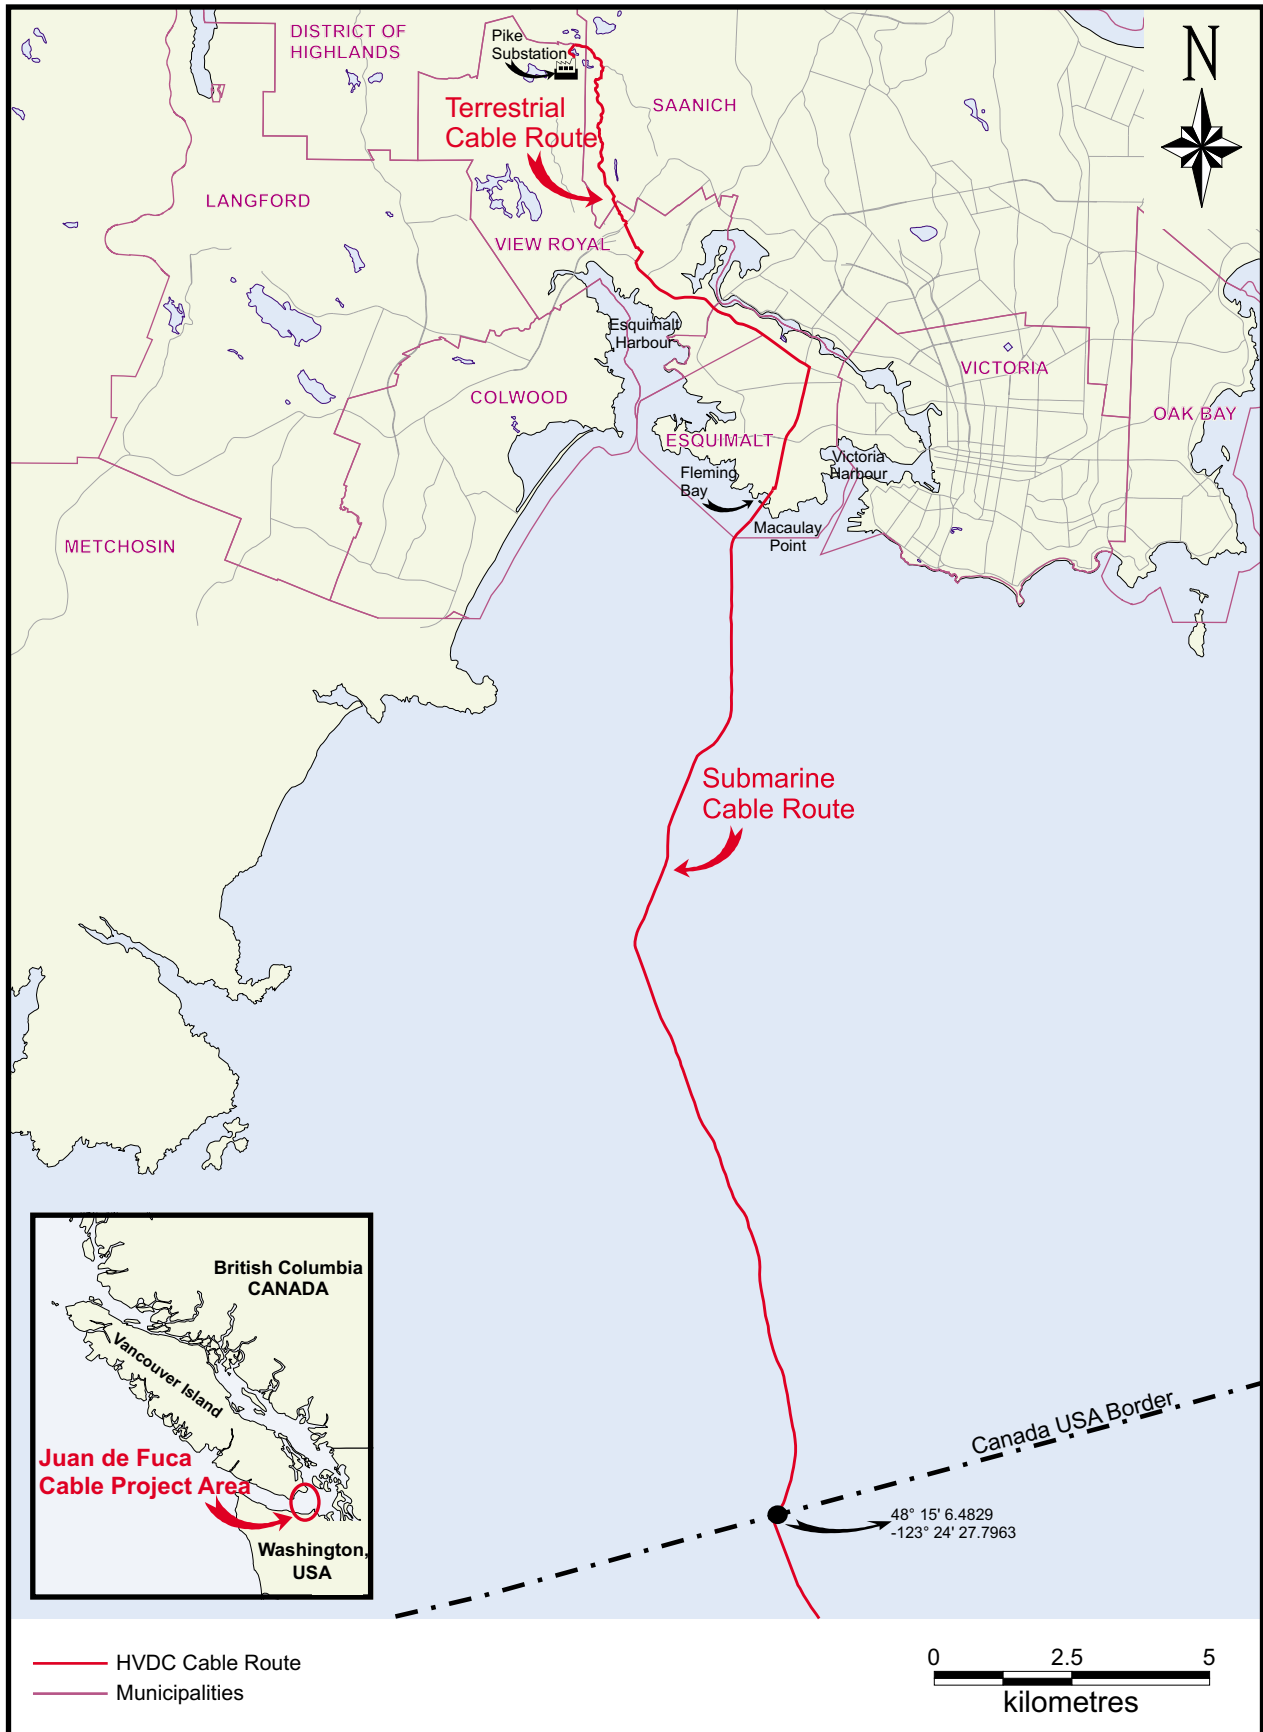 DISTRICT OF
HIGHLANDS
Pike
Substation
N
Terrestrial
Cable Route
SAANICH
LANGFORD
VIEW ROYAL
Esquimalt
Harbour
VICTORIA
COLWOOD
OAK BAY
ESQUIMALT
Victoria
Harbour
Fleming
Bay
Macaulay
Point
METCHOSIN
Submarine
Cable Route
British Columbia
CANADA
Vancouver Island
Juan de Fuca
Cable Project Area
Washington,
USA
Canada USA Border
48° 15' 6.4829
-123° 24' 27.7963
HVDC Cable Route
Municipalities
0 2.5 5
kilometres